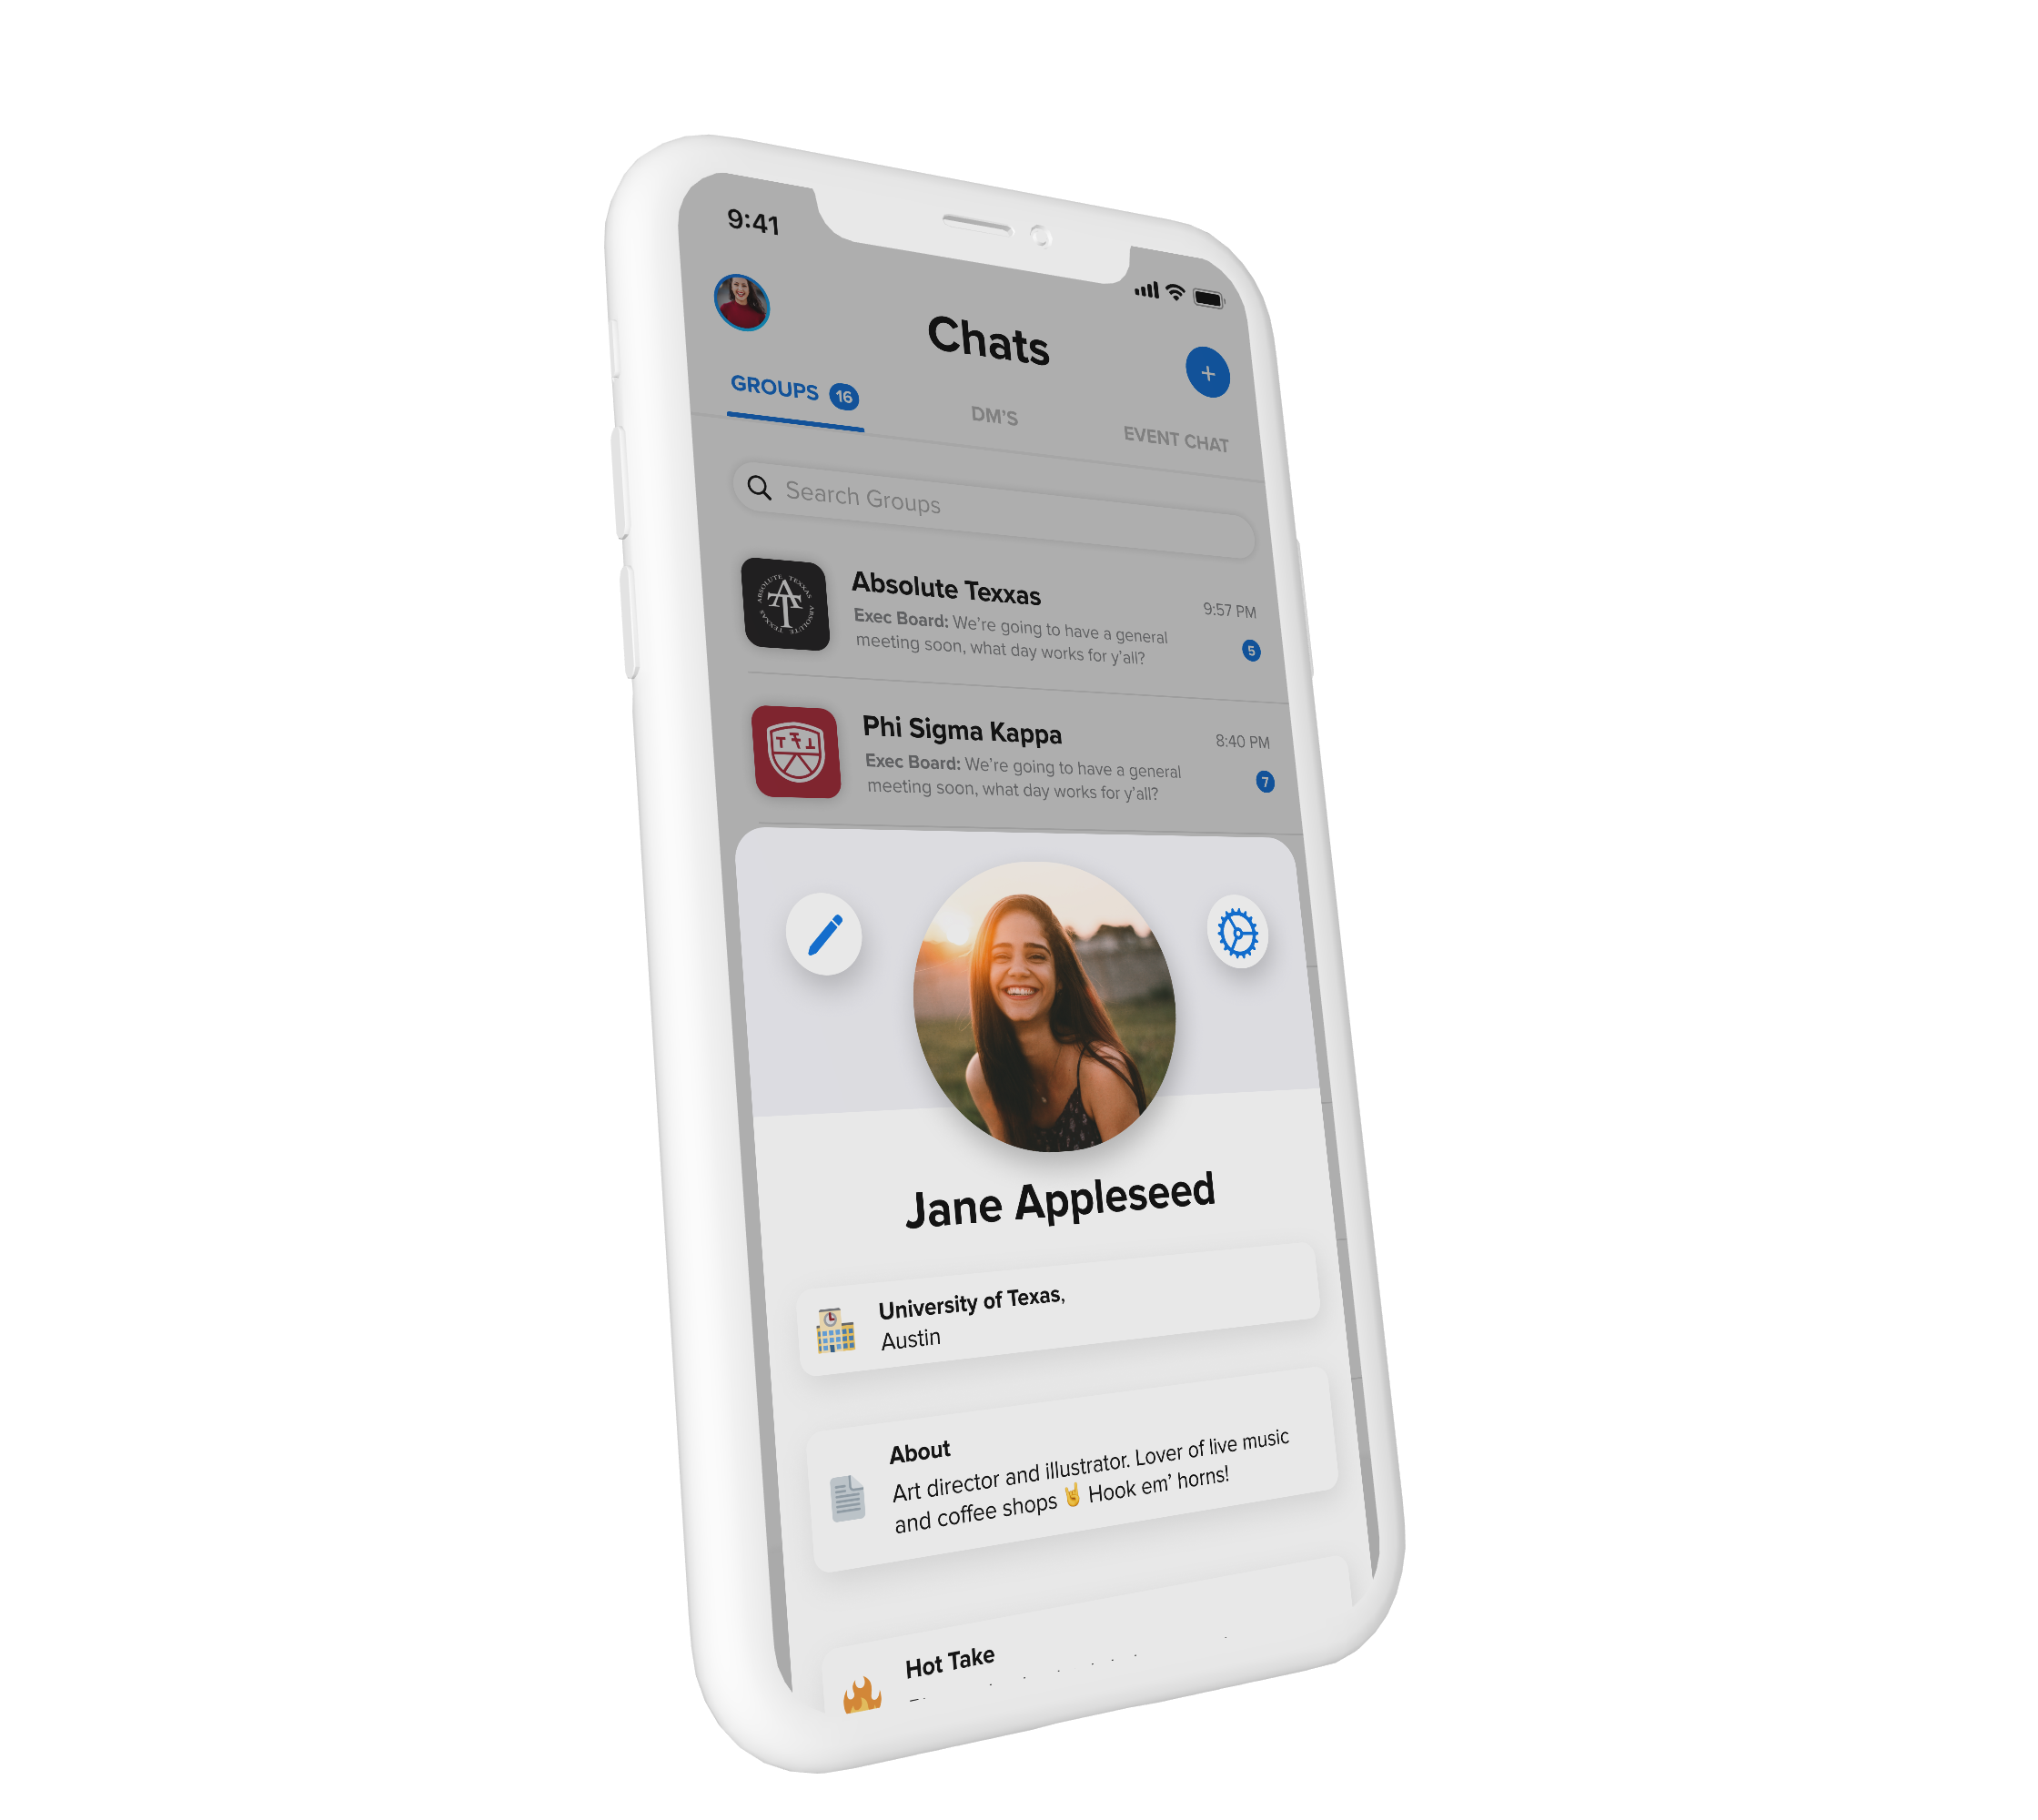 9:41
Chats
+
GROUPS 16
DM'S
EVENT CHAT
Search Groups
ABSOLUTE TEXXAS ABSOLUTE TEXXAS
Absolute Texxas
9:57 PM
Exec Board: We're going to have a general
meeting soon, what day works for y'all?
5
Phi Sigma Kappa
8:40 PM
Exec Board: We're going to have a general
meeting soon, what day works for y'all?
7
Jane Appleseed
University of Texas,
Austin
About
Art director and illustrator. Lover of live music
and coffee shops 🤘 Hook em' horns!
Hot Take